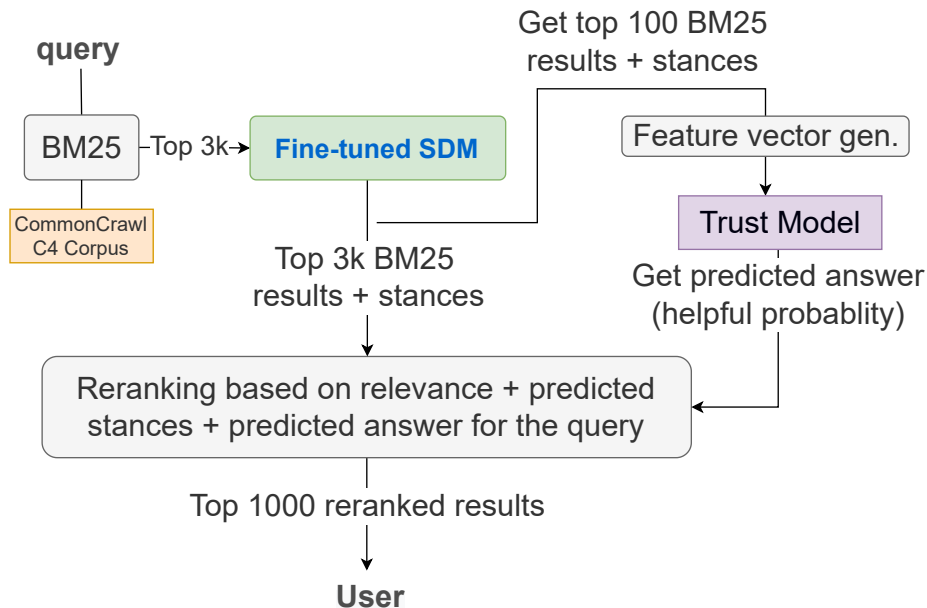 query
BM25
Top 3k
Fine-tuned SDM
CommonCrawl
C4 Corpus
Get top 100 BM25
results + stances
Feature vector gen.
Trust Model
Get predicted answer
(helpful probablity)
Top 3k BM25
results + stances
Reranking based on relevance + predicted
stances + predicted answer for the query
Top 1000 reranked results
User